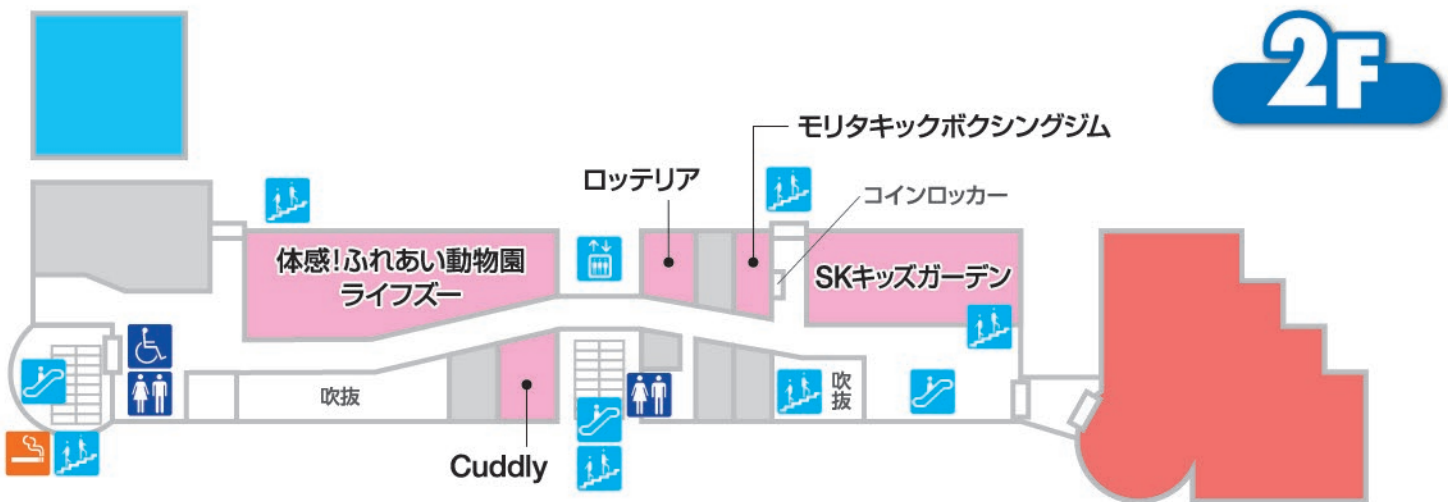 2F
モリタキックボクシングジム
ロッテリア
コインロッカー
体感!ふれあい動物園
ライフズー
SKキッズガーデン
吹抜
吹
抜
Cuddly